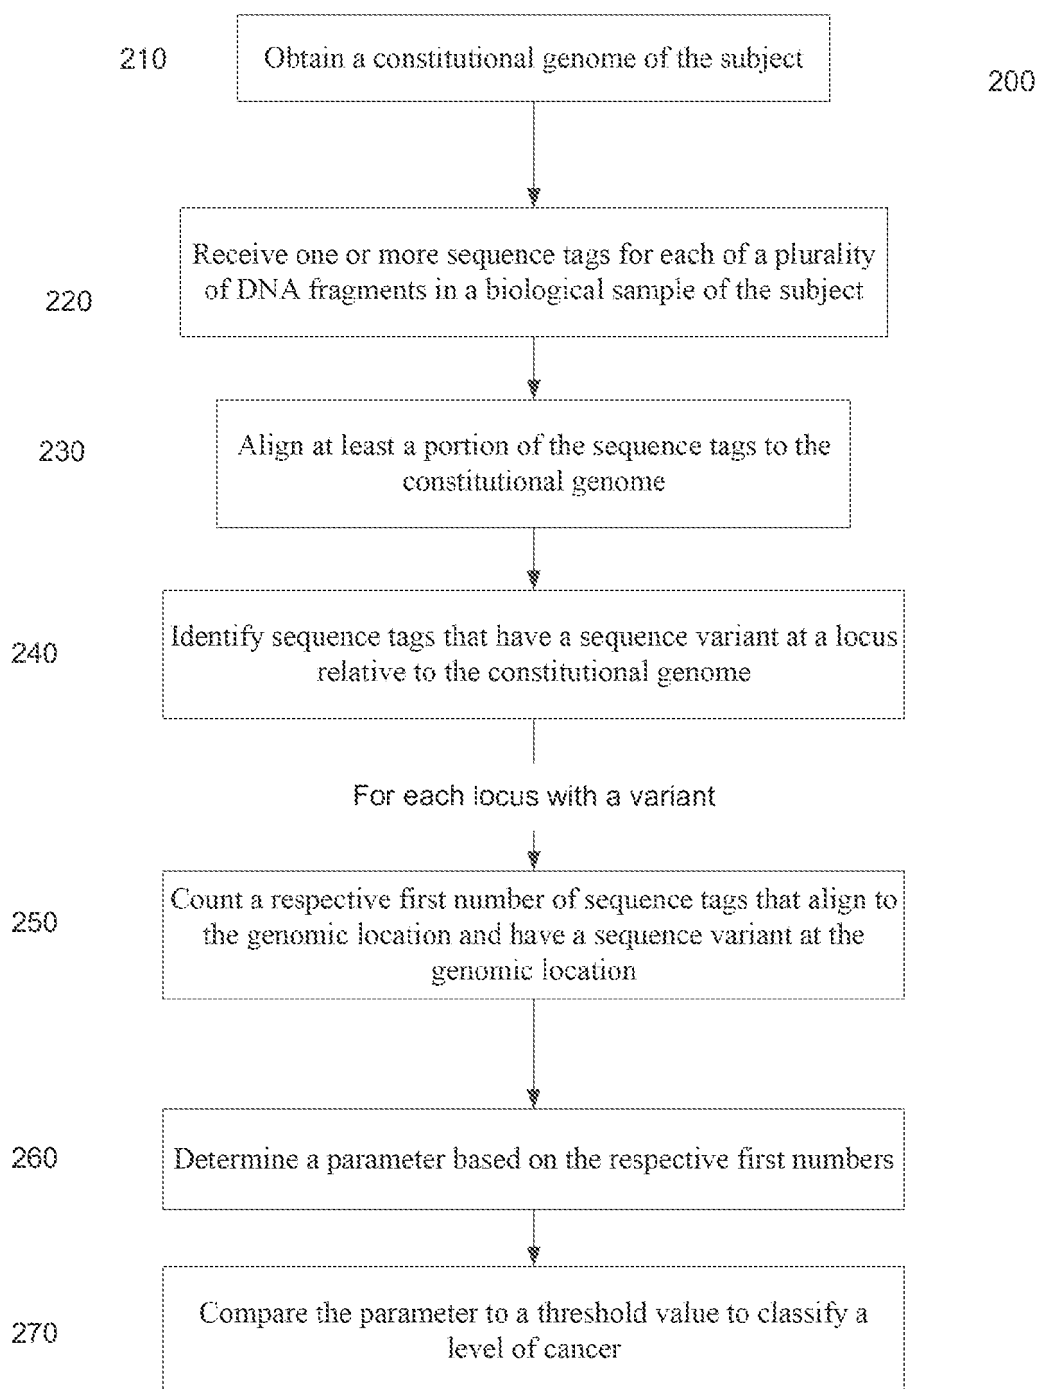 210
Obtain a constitutional genome of the subject
200
Receive one or more sequence tags for each of a plurality
of DNA fragments in a biological sample of the subject
220
230
Align at least a portion of the sequence tags to the
constitutional genome
240
Identify sequence tags that have a sequence variant at a locus
relative to the constitutional genome
For each locus with a variant
250
Count a respective first number of sequence tags that align to
the genomic location and have a sequence variant at the
genomic location
260
Determine a parameter based on the respective first numbers
270
Compare the parameter to a threshold value to classify a
level of cancer